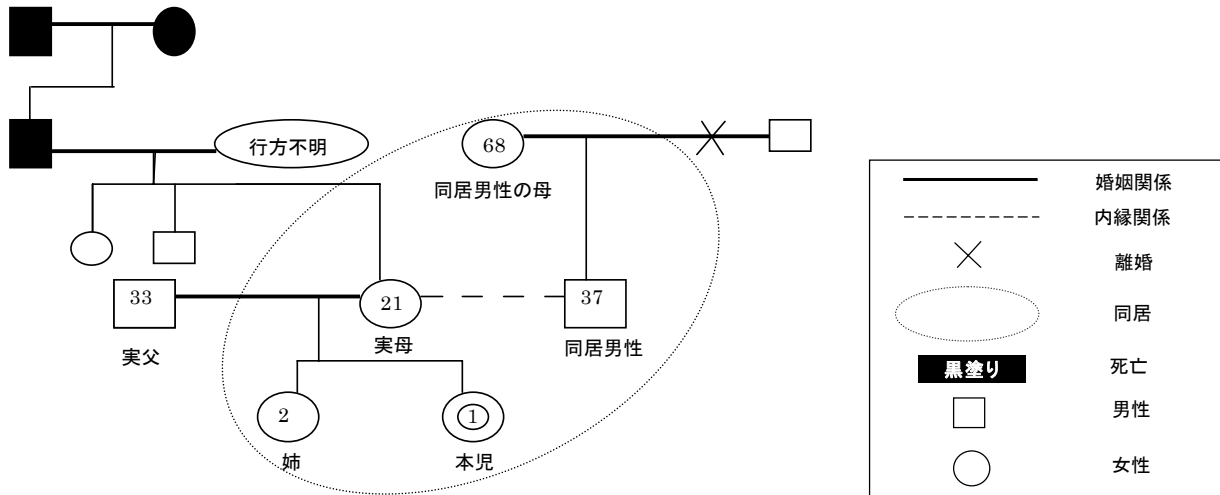 行方不明
68
同居男性の母
33
21
37
実父
実母
同居男性
2
1
姉
本児
婚姻関係
内縁関係
離婚
同居
黒塗り
死亡
男性
女性